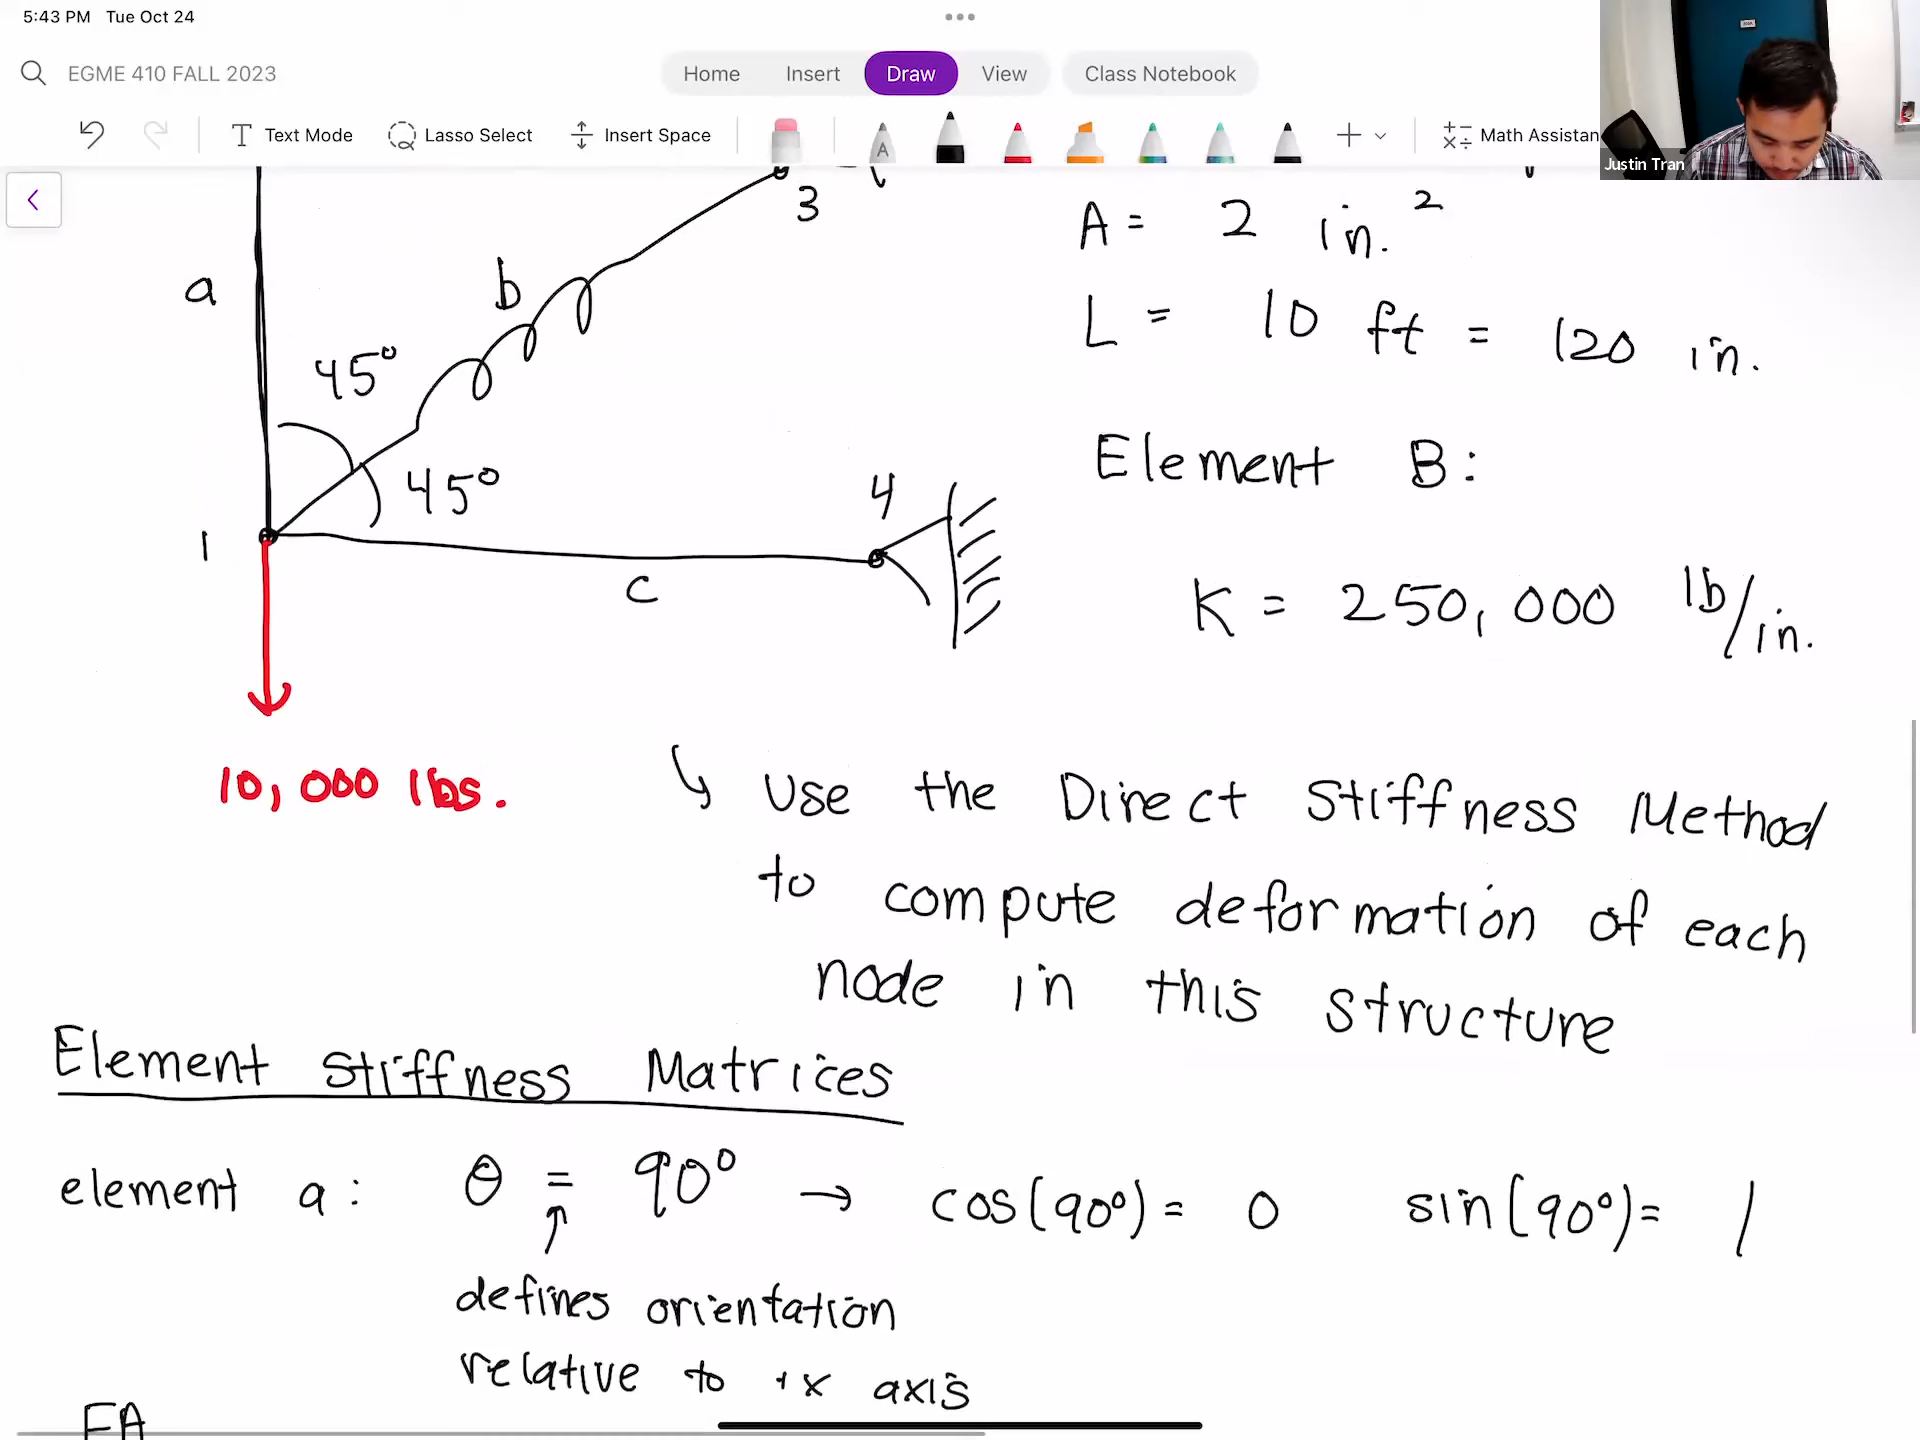 5:43 PM Tue Oct 24
EGME 410 FALL 2023
Home Insert Draw View Class Notebook
Text Mode Lasso Select Insert Space Math Assistan
Justin Tran
3
A = 2 in.²
a
b
L = 10 ft = 120 in.
45°
Element B:
45°
4
1
c
K = 250,000 lb/in.
10,000 lbs.
↳ Use the Direct Stiffness Method
to compute deformation of each
node in this structure
Element Stiffness Matrices
element a: θ = 90° → cos(90°) = 0 sin(90°) = 1
↑
defines orientation
relative to +x axis
EA